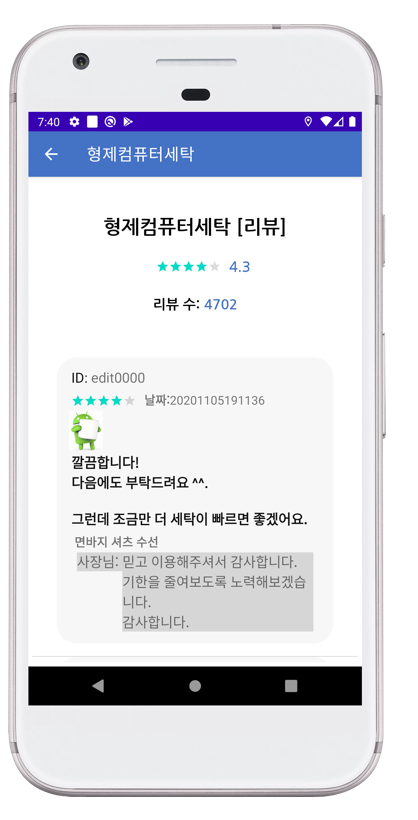 7:40
형제컴퓨터세탁
형제컴퓨터세탁 [리뷰]
4.3
리뷰 수: 4702
ID: edit0000
날짜:20201105191136
깔끔합니다!
다음에도 부탁드려요 ^^.
그런데 조금만 더 세탁이 빠르면 좋겠어요.
면바지 셔츠 수선
사장님: 믿고 이용해주셔서 감사합니다.
기한을 줄여보도록 노력해보겠습
니다.
감사합니다.